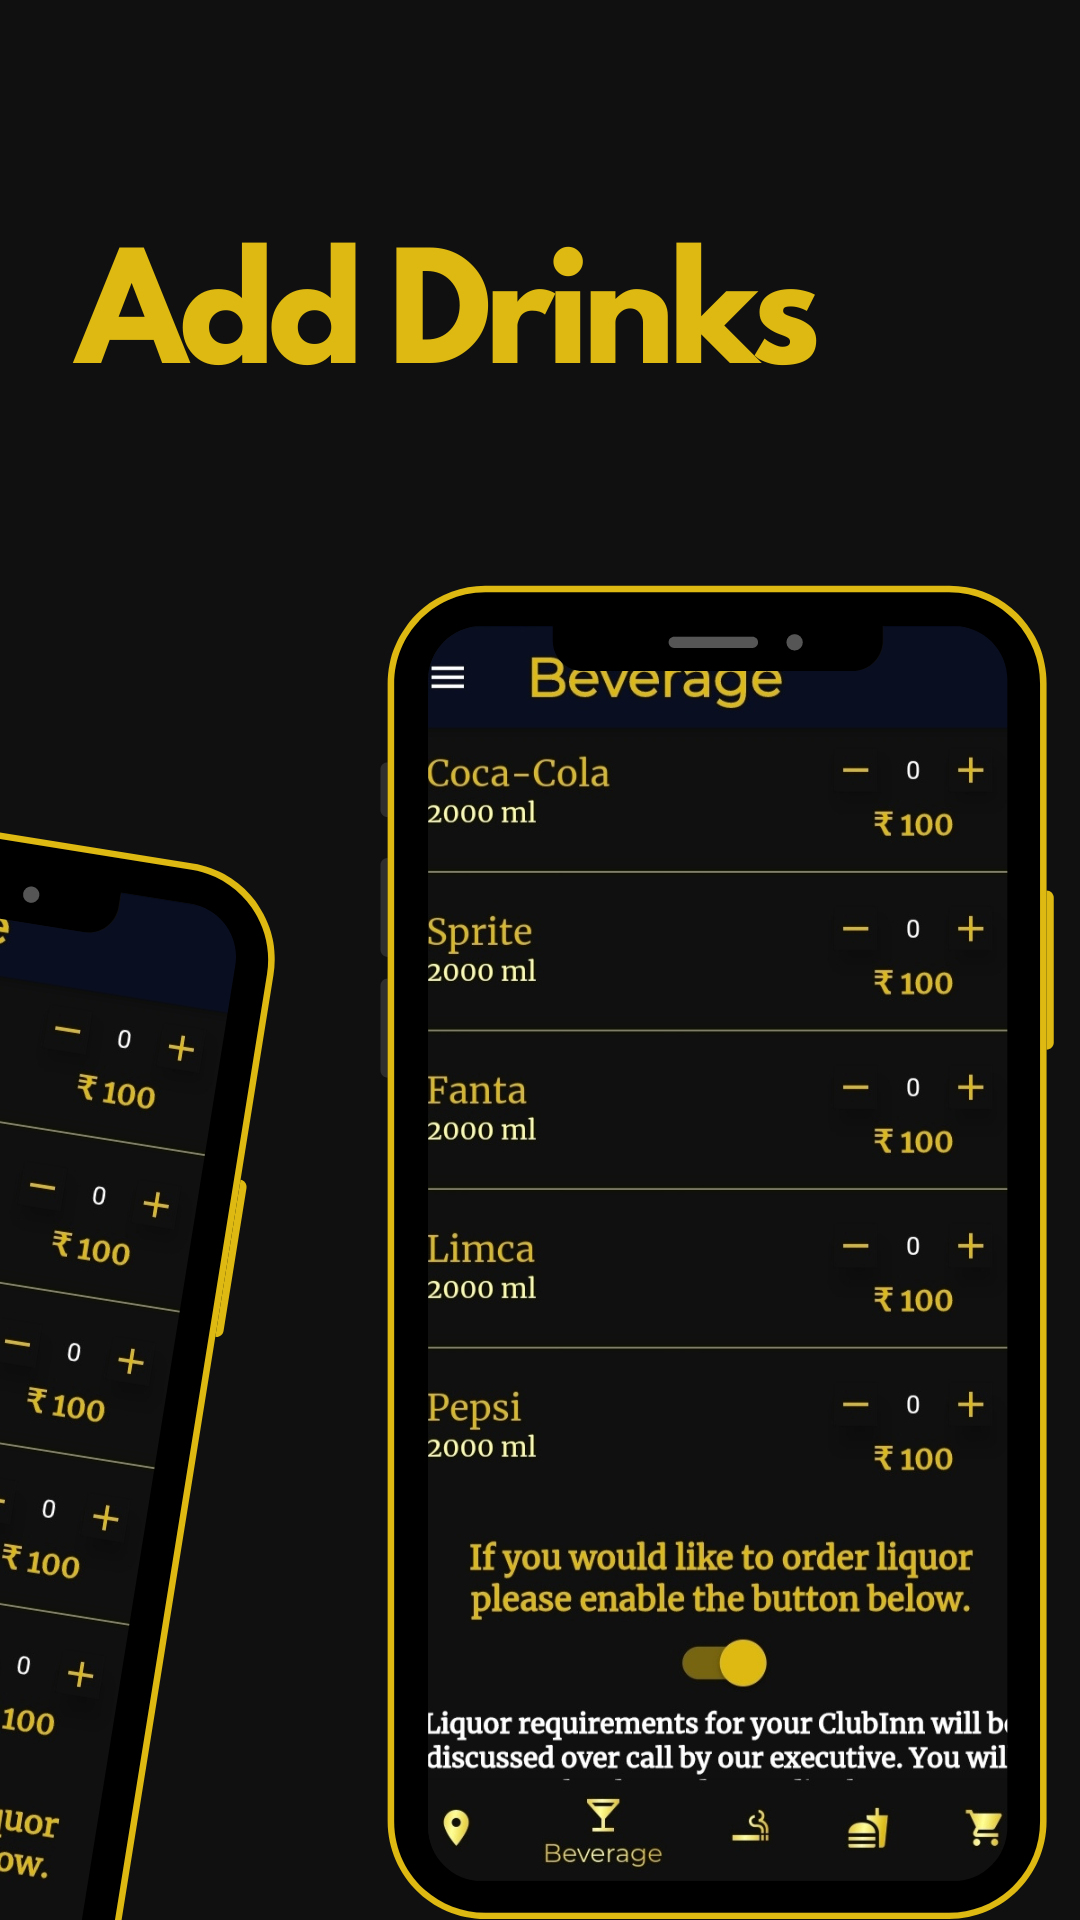 Add Drinks
Beverage
Coca-Cola
2000 ml
0
₹ 100
Sprite
2000 ml
0
₹ 100
Fanta
2000 ml
0
₹ 100
Limca
2000 ml
0
₹ 100
Pepsi
2000 ml
0
₹ 100
If you would like to order liquor
please enable the button below.
Liquor requirements for your ClubInn will be
discussed over call by our executive. You wil
Beverage
e
0
₹ 100
0
₹ 100
0
₹ 100
0
₹ 100
0
100
quor
ow.